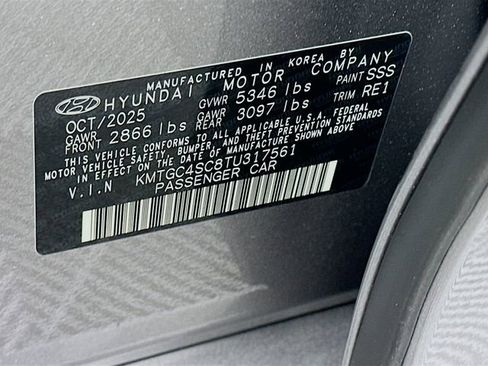 MANUFACTURED IN KOREA BY
HYUNDAI MOTOR COMPANY
OCT/2025 GVWR 5346 lbs PAINT SSS
GAWR FRONT 2866 lbs GAWR REAR 3097 lbs TRIM RE1
THIS VEHICLE CONFORMS TO ALL APPLICABLE U.S.A. FEDERAL
MOTOR VEHICLE SAFETY, BUMPER, AND THEFT PREVENTION STANDARDS
IN EFFECT ON THE DATE OF MANUFACTURE SHOWN ABOVE.
V.I.N KMTGC4SC8TU317561
PASSENGER CAR